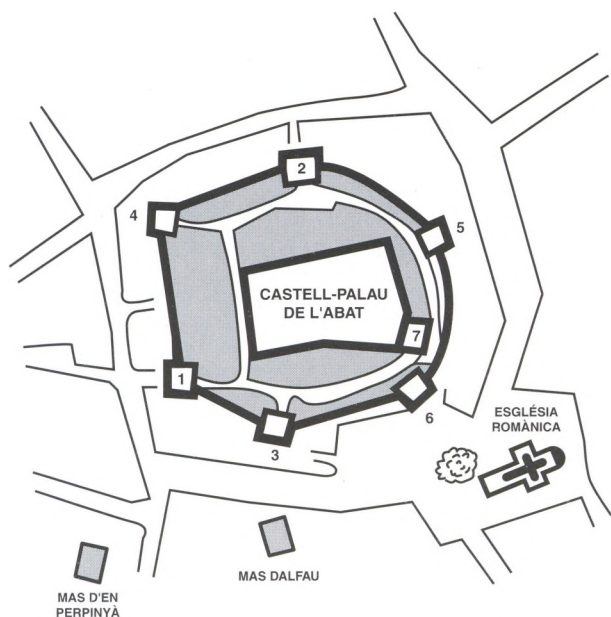 2
4
5
CASTELL-PALAU
DE L'ABAT
7
1
6
3
ESGLÉSIA
ROMÀNICA
MAS DALFAU
MAS D'EN
PERPINYÀ